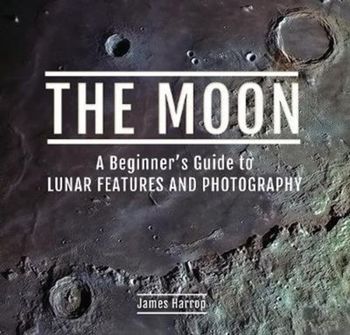 THE MOON
A Beginner's Guide to
LUNAR FEATURES AND PHOTOGRAPHY
James Harrop